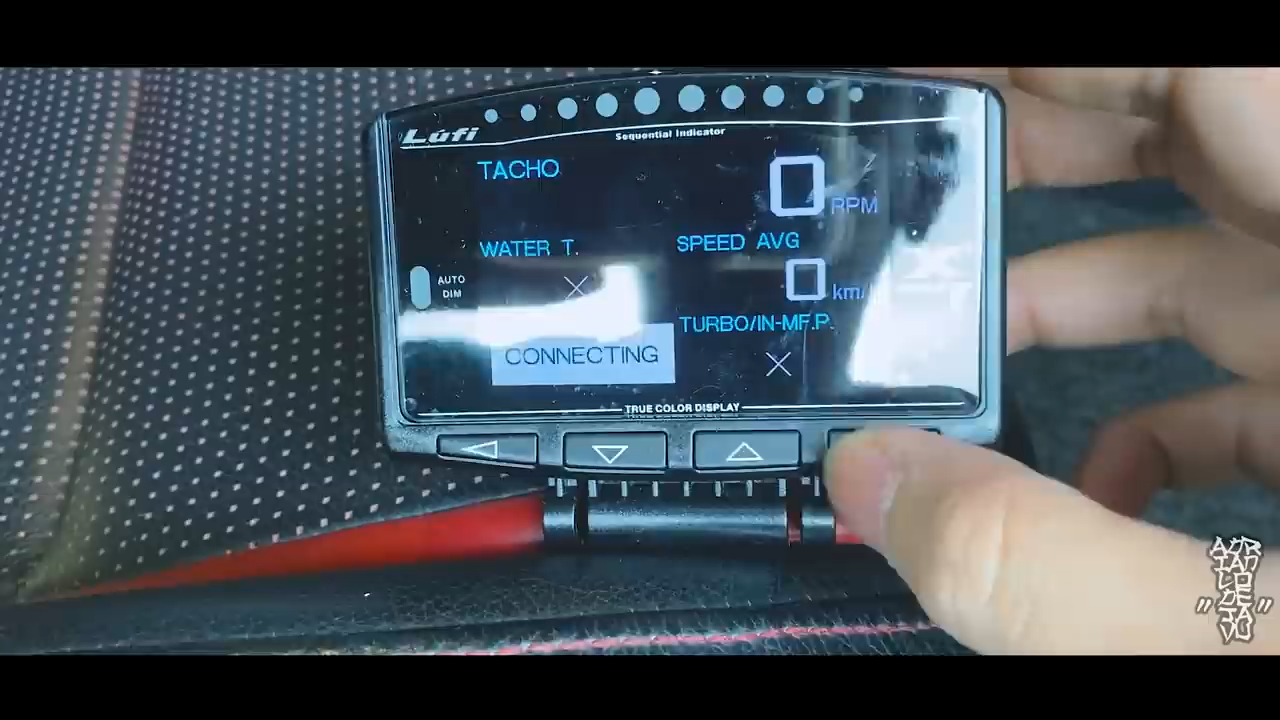 Lufi
Sequential Indicator
TACHO
0 RPM
WATER T.
SPEED AVG
AUTO
DIM
0 km/
TURBO/IN-MF.P.
CONNECTING
TRUE COLOR DISPLAY